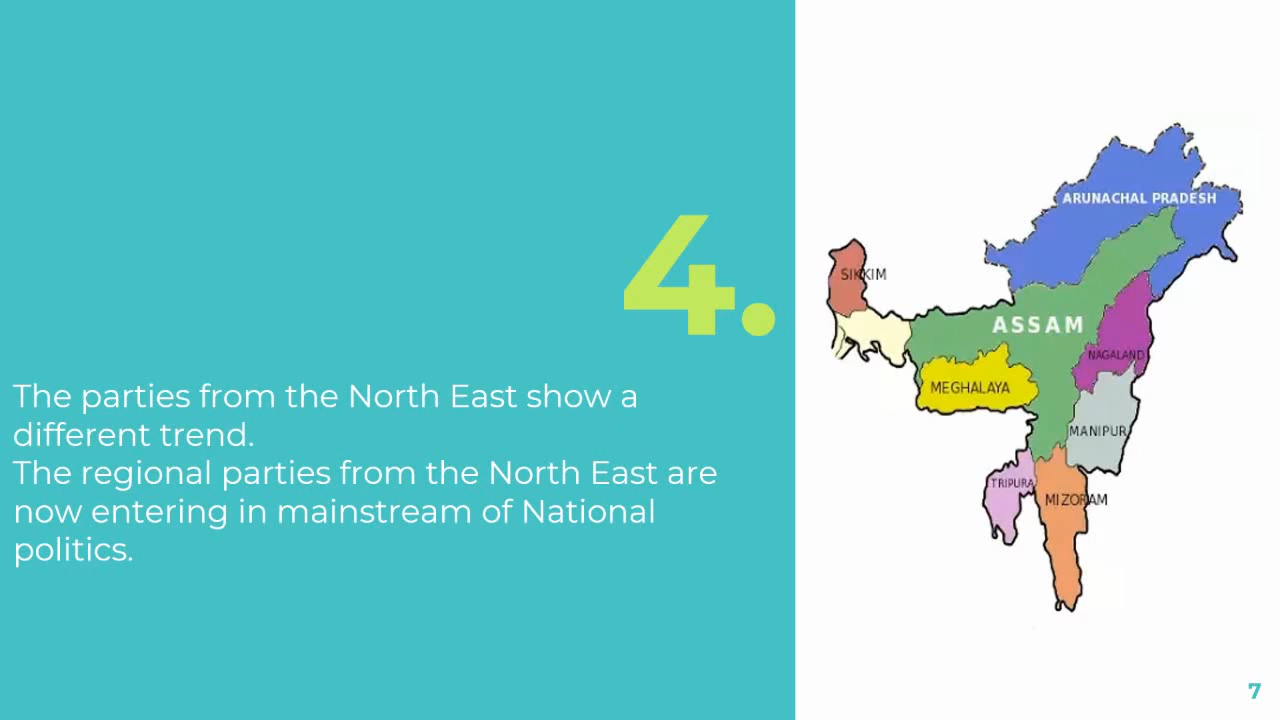 4.
The parties from the North East show a
different trend.
The regional parties from the North East are
now entering in mainstream of National
politics.
ARUNACHAL PRADESH
SIKKIM
ASSAM
NAGALAND
MEGHALAYA
MANIPUR
TRIPURA
MIZORAM
7